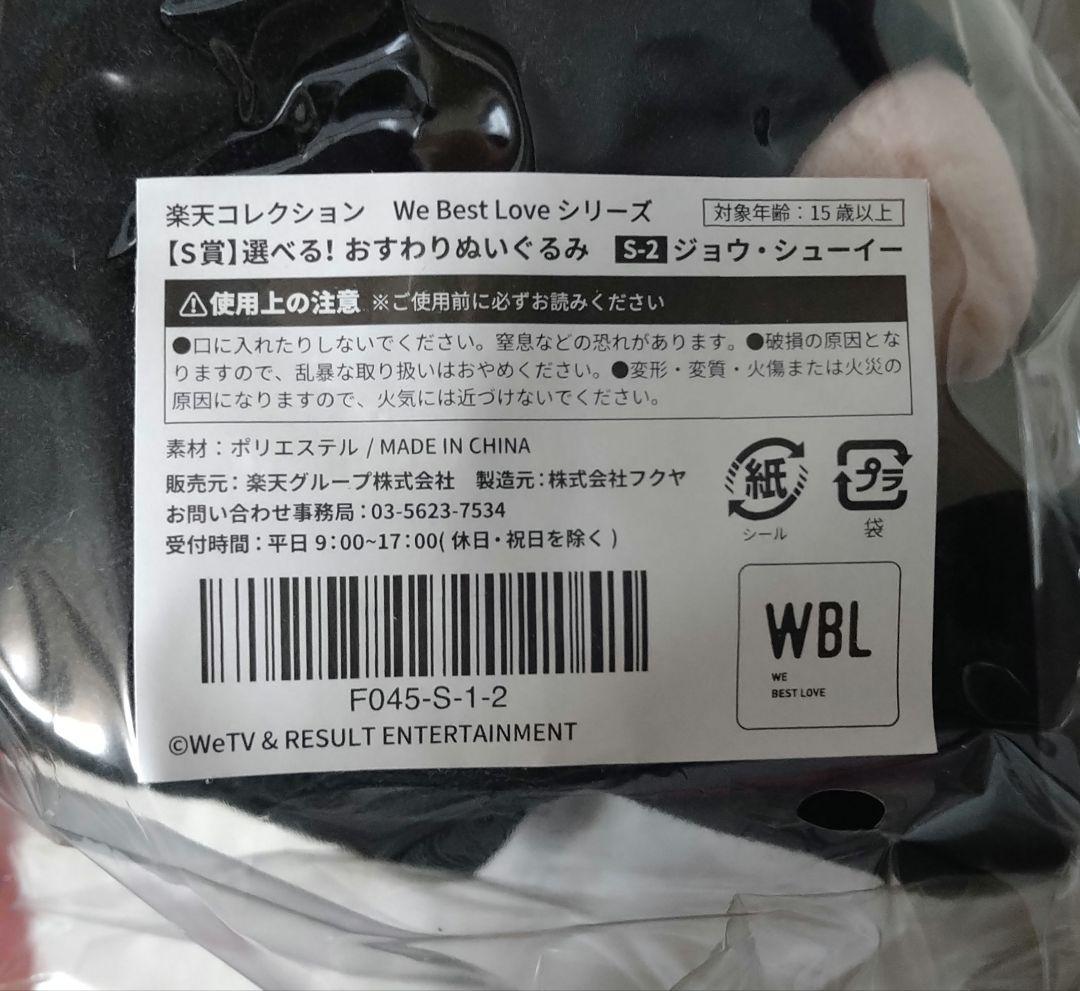 楽天コレクション We Best Love シリーズ 対象年齢：15歳以上
【S賞】選べる！おすわりぬいぐるみ S-2 ジョウ・シューイー
⚠使用上の注意 ※ご使用前に必ずお読みください
●口に入れたりしないでください。窒息などの恐れがあります。●破損の原因とな
りますので、乱暴な取り扱いはおやめください。●変形・変質・火傷または火災の
原因になりますので、火気には近づけないでください。
素材：ポリエステル / MADE IN CHINA
販売元：楽天グループ株式会社 製造元：株式会社フクヤ
お問い合わせ事務局：03-5623-7534
受付時間：平日 9：00~17：00( 休日・祝日を除く )
紙
シール
プラ
袋
F045-S-1-2
©WeTV & RESULT ENTERTAINMENT
WBL
WE
BEST LOVE